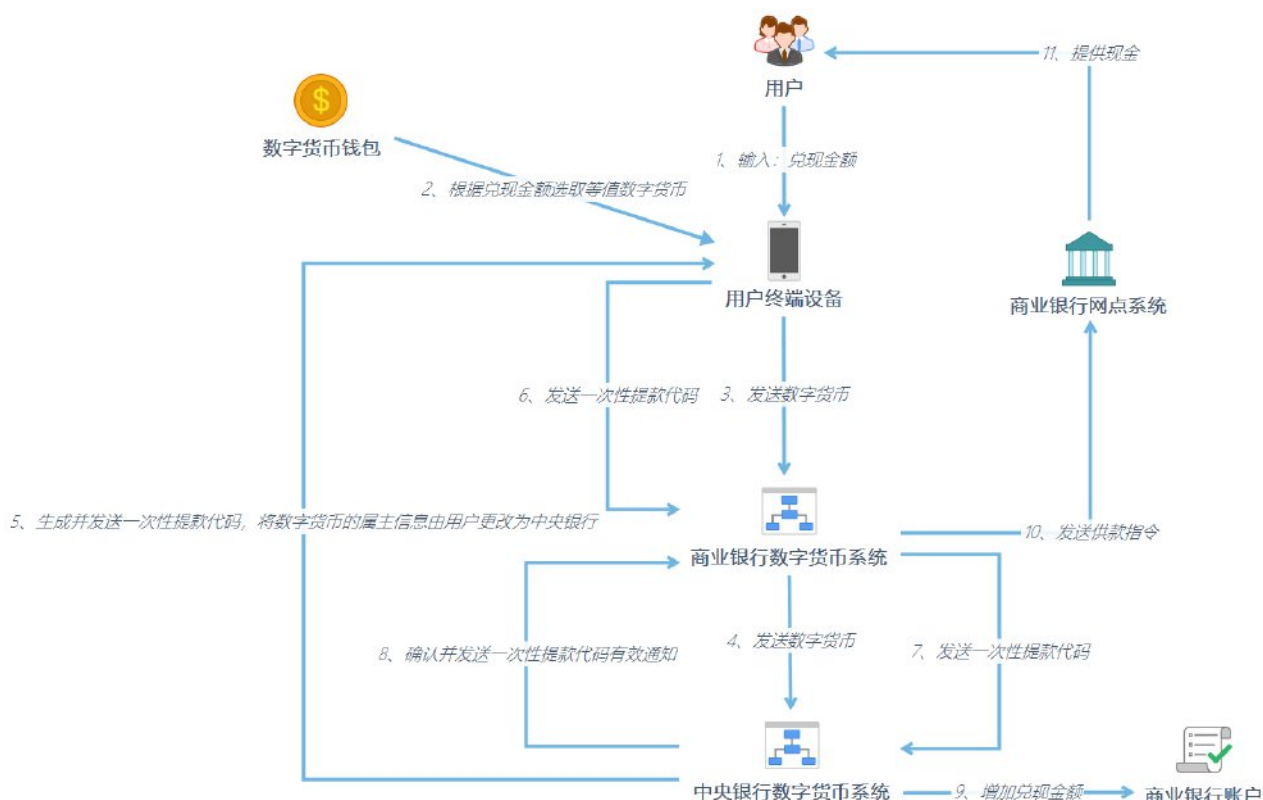 11、提供现金
用户
数字货币钱包
1、输入：兑现金额
2、根据兑现金额选取等值数字货币
用户终端设备
商业银行网点系统
6、发送一次性提款代码
3、发送数字货币
5、生成并发送一次性提款代码，将数字货币的属主信息由用户更改为中央银行
10、发送供款指令
商业银行数字货币系统
4、发送数字货币
8、确认并发送一次性提款代码有效通知
7、发送一次性提款代码
中央银行数字货币系统
9、增加兑现金额
商业银行账户